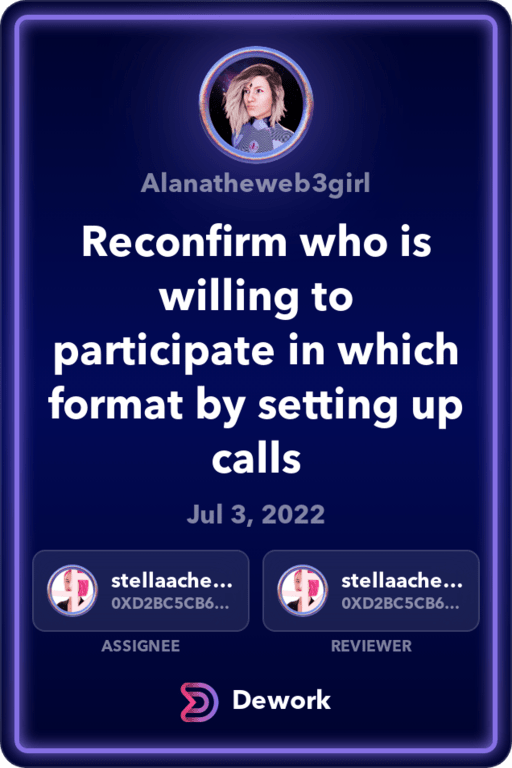 Alanatheweb3girl
Reconfirm who is
willing to
participate in which
format by setting up
calls
Jul 3, 2022
stellaache... stellaache...
0XD2BC5CB6... 0XD2BC5CB6...
ASSIGNEE REVIEWER
Dework